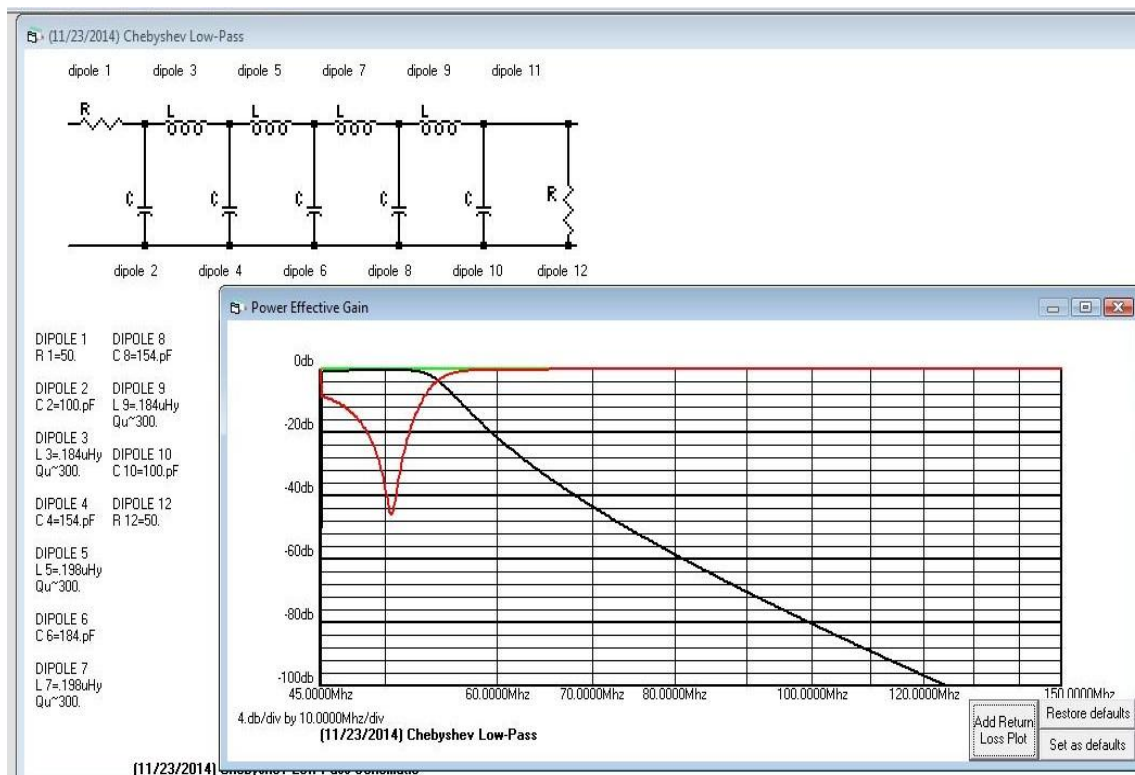 (11/23/2014) Chebyshev Low-Pass
dipole 1 dipole 3 dipole 5 dipole 7 dipole 9 dipole 11
R L L L L
C C C C C R
dipole 2 dipole 4 dipole 6 dipole 8 dipole 10 dipole 12
DIPOLE 1
R 1=50.
DIPOLE 2
C 2=100.pF
DIPOLE 3
L 3=.184uHy
Qu~300.
DIPOLE 4
C 4=154.pF
DIPOLE 5
L 5=.198uHy
Qu~300.
DIPOLE 6
C 6=184.pF
DIPOLE 7
L 7=.198uHy
Qu~300.
DIPOLE 8
C 8=154.pF
DIPOLE 9
L 9=.184uHy
Qu~300.
DIPOLE 10
C 10=100.pF
DIPOLE 12
R 12=50.
Power Effective Gain
0db
-20db
-40db
-60db
-80db
-100db
45.0000Mhz 60.0000Mhz 70.0000Mhz 80.0000Mhz 100.0000Mhz 120.0000Mhz 150.0000Mhz
4.db/div by 10.0000Mhz/div
(11/23/2014) Chebyshev Low-Pass
Add Return
Loss Plot
Restore defaults
Set as defaults
(11/23/2014)